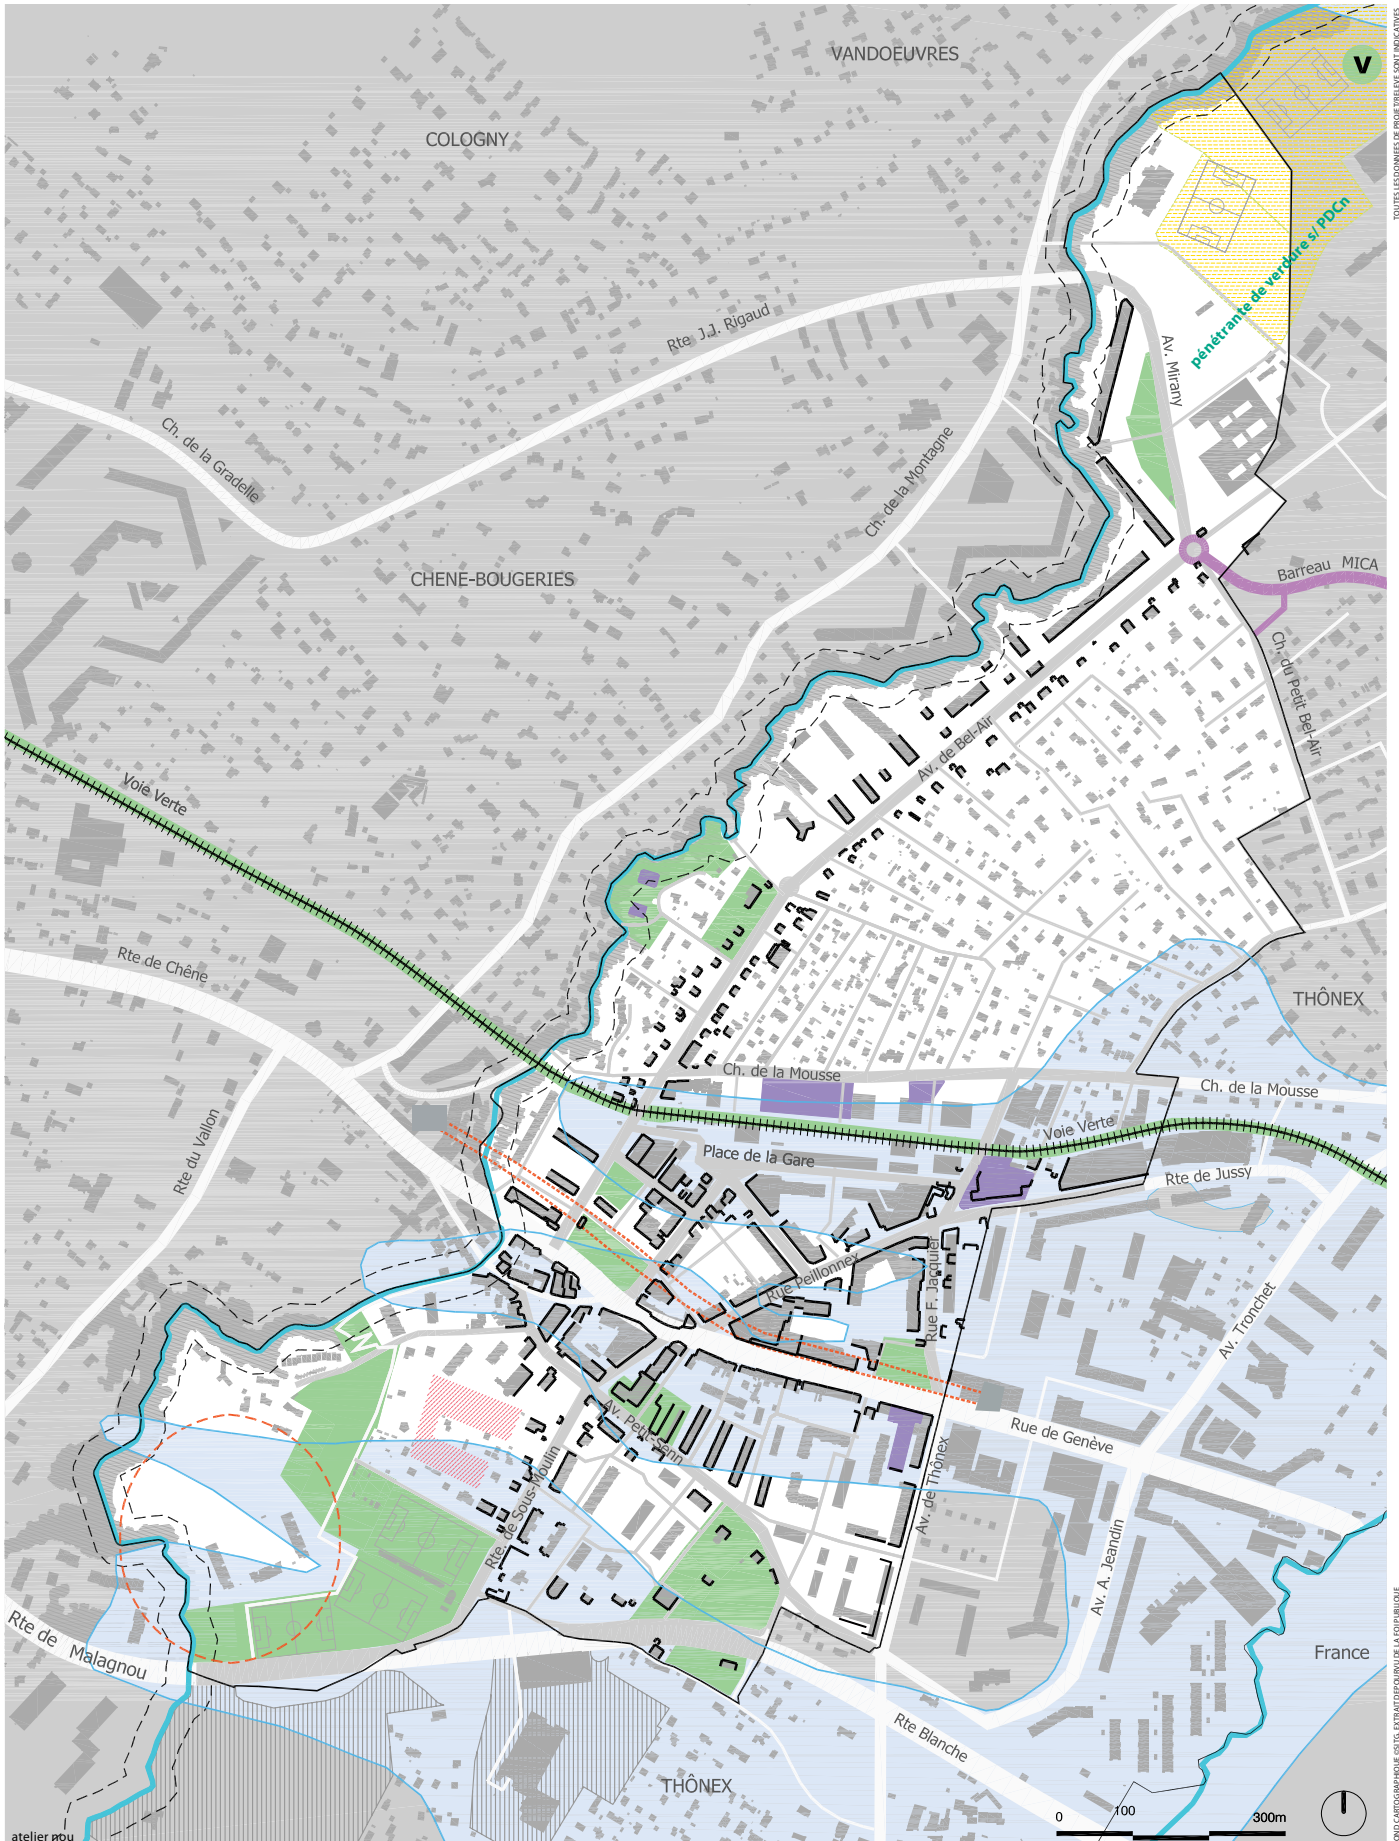 VANDOEUVRES
V
TOUTES LES DONNEES DE PROJET/RELEVE SONT INDICATIVES
COLOGNY
pénétrante de verdure s/ PDCn
Rte J.J. Rigaud
Av. Mirany
Ch. de la Gradelle
Ch. de la Montagne
CHENE-BOUGERIES
Barreau MICA
Ch. du Petit Bel-Air
Av. de Bel-Air
Voie Verte
Rte de Chêne
THÔNEX
Ch. de la Mousse
Ch. de la Mousse
Voie Verte
Place de la Gare
Rte de Jussy
Rte du Vallon
Rue Peillonnex
Rue F. Jacquier
Av. Tronchet
Av. Petit-Senn
Rue de Genève
Rte. de Sous-Moulin
Av. de Thônex
Av. A. Jeandin
Rte de Malagnou
France
Rte Blanche
THÔNEX
0 100 300m
atelier nou